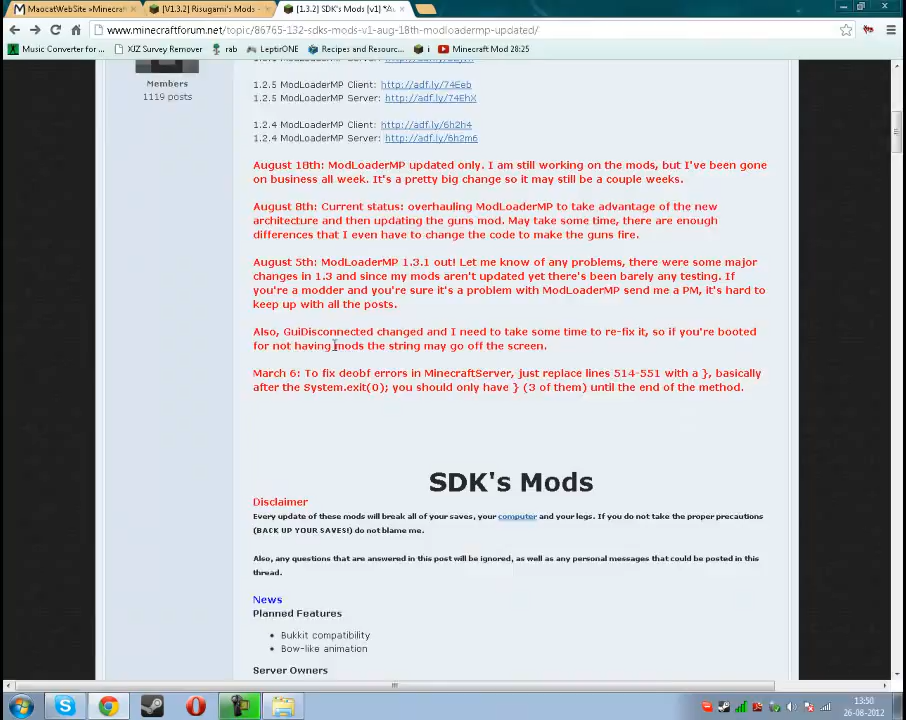 MaocatWebSite »Minecraf
[V1.3.2] Risugami's Mods -
[1.3.2] SDK's Mods [v1] *Au
www.minecraftforum.net/topic/86765-132-sdks-mods-v1-aug-18th-modloadermp-updated/
Music Converter for...
XJZ Survey Remover
rab
LeptirONE
Recipes and Resourc...
i
Minecraft Mod 28:25
Members
1119 posts
1.2.5 ModLoaderMP Client: http://adf.ly/74Eeb
1.2.5 ModLoaderMP Server: http://adf.ly/74EhX
1.2.4 ModLoaderMP Client: http://adf.ly/6h2h4
1.2.4 ModLoaderMP Server: http://adf.ly/6h2m6
August 18th: ModLoaderMP updated only. I am still working on the mods, but I've been gone
on business all week. It's a pretty big change so it may still be a couple weeks.
August 8th: Current status: overhauling ModLoaderMP to take advantage of the new
architecture and then updating the guns mod. May take some time, there are enough
differences that I even have to change the code to make the guns fire.
August 5th: ModLoaderMP 1.3.1 out! Let me know of any problems, there were some major
changes in 1.3 and since my mods aren't updated yet there's been barely any testing. If
you're a modder and you're sure it's a problem with ModLoaderMP send me a PM, it's hard to
keep up with all the posts.
Also, GuiDisconnected changed and I need to take some time to re-fix it, so if you're booted
for not having mods the string may go off the screen.
March 6: To fix deobf errors in MinecraftServer, just replace lines 514-551 with a }, basically
after the System.exit(0); you should only have } (3 of them) until the end of the method.
SDK's Mods
Disclaimer
Every update of these mods will break all of your saves, your computer and your legs. If you do not take the proper precautions
(BACK UP YOUR SAVES!) do not blame me.
Also, any questions that are answered in this post will be ignored, as well as any personal messages that could be posted in this
thread.
News
Planned Features
Bukkit compatibility
Bow-like animation
Server Owners
13:50
26-08-2012